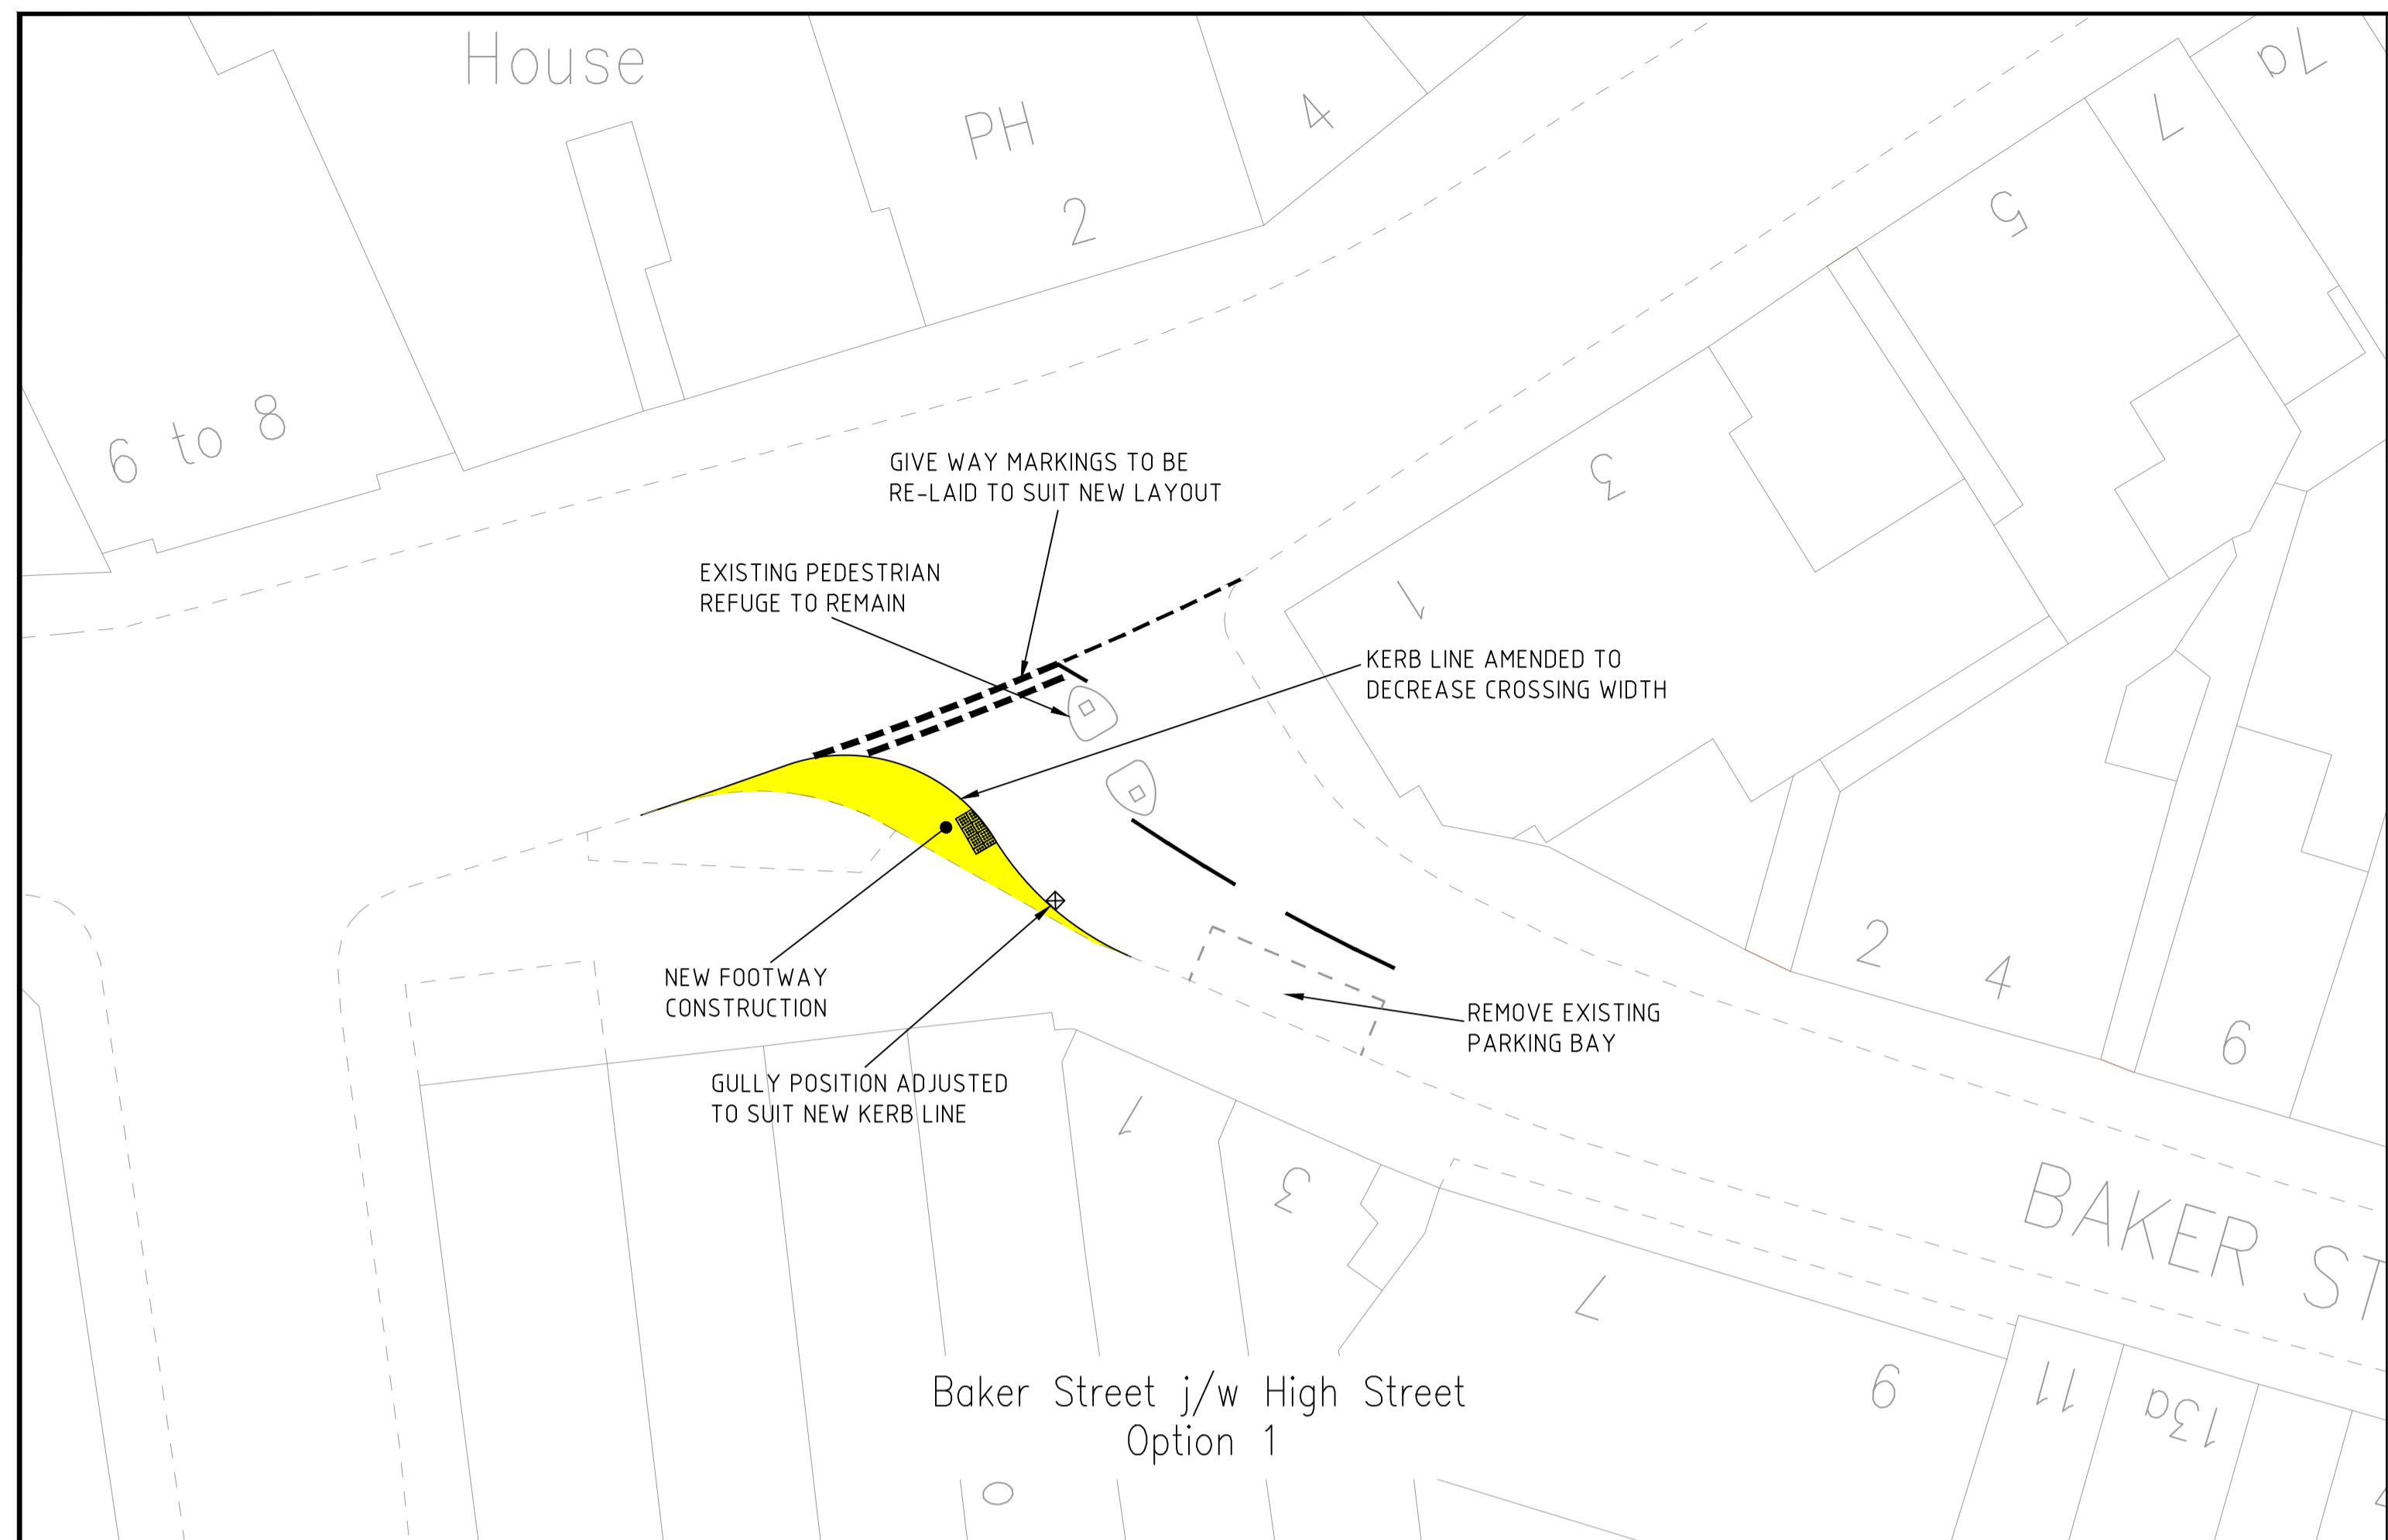 House
PH
2
4
7a
7
5
3
1
6 to 8
GIVE WAY MARKINGS TO BE
RE-LAID TO SUIT NEW LAYOUT
EXISTING PEDESTRIAN
REFUGE TO REMAIN
KERB LINE AMENDED TO
DECREASE CROSSING WIDTH
2
4
6
NEW FOOTWAY
CONSTRUCTION
REMOVE EXISTING
PARKING BAY
GULLY POSITION ADJUSTED
TO SUIT NEW KERB LINE
1
3
7
BAKER ST
9
11
13a
Baker Street j/w High Street
Option 1
0